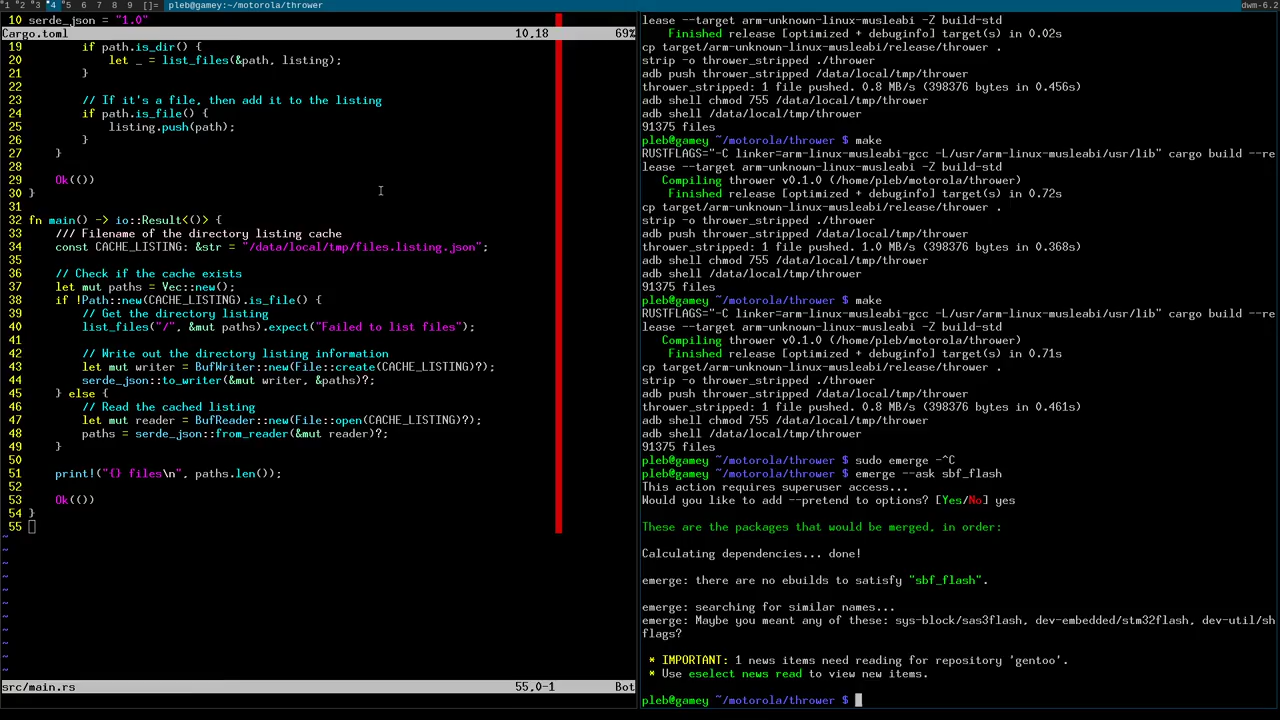 1 2 3 4 5 6 7 8 9 []= pleb@gamey:~/motorola/thrower dwm-6.2
10 serde_json = "1.0"
Cargo.toml 10,18 69%
19 if path.is_dir() {
20 let _ = list_files(&path, listing);
21 }
22
23 // If it's a file, then add it to the listing
24 if path.is_file() {
25 listing.push(path);
26 }
27 }
28
29 Ok(())
30 }
31
32 fn main() -> io::Result<()> {
33 /// Filename of the directory listing cache
34 const CACHE_LISTING: &str = "/data/local/tmp/files.listing.json";
35
36 // Check if the cache exists
37 let mut paths = Vec::new();
38 if !Path::new(CACHE_LISTING).is_file() {
39 // Get the directory listing
40 list_files("/", &mut paths).expect("Failed to list files");
41
42 // Write out the directory listing information
43 let mut writer = BufWriter::new(File::create(CACHE_LISTING)?);
44 serde_json::to_writer(&mut writer, &paths)?;
45 } else {
46 // Read the cached listing
47 let mut reader = BufReader::new(File::open(CACHE_LISTING)?);
48 paths = serde_json::from_reader(&mut reader)?;
49 }
50
51 print!("{} files\n", paths.len());
52
53 Ok(())
54 }
55
~
~
~
~
~
~
~
~
~
~
~
src/main.rs 55,0-1 Bot
lease --target arm-unknown-linux-musleabi -Z build-std
Finished release [optimized + debuginfo] target(s) in 0.02s
cp target/arm-unknown-linux-musleabi/release/thrower .
strip -o thrower_stripped ./thrower
adb push thrower_stripped /data/local/tmp/thrower
thrower_stripped: 1 file pushed. 0.8 MB/s (398376 bytes in 0.456s)
adb shell chmod 755 /data/local/tmp/thrower
adb shell /data/local/tmp/thrower
91375 files
pleb@gamey ~/motorola/thrower $ make
RUSTFLAGS="-C linker=arm-linux-musleabi-gcc -L/usr/arm-linux-musleabi/usr/lib" cargo build --re
lease --target arm-unknown-linux-musleabi -Z build-std
Compiling thrower v0.1.0 (/home/pleb/motorola/thrower)
Finished release [optimized + debuginfo] target(s) in 0.72s
cp target/arm-unknown-linux-musleabi/release/thrower .
strip -o thrower_stripped ./thrower
adb push thrower_stripped /data/local/tmp/thrower
thrower_stripped: 1 file pushed. 1.0 MB/s (398376 bytes in 0.368s)
adb shell chmod 755 /data/local/tmp/thrower
adb shell /data/local/tmp/thrower
91375 files
pleb@gamey ~/motorola/thrower $ make
RUSTFLAGS="-C linker=arm-linux-musleabi-gcc -L/usr/arm-linux-musleabi/usr/lib" cargo build --re
lease --target arm-unknown-linux-musleabi -Z build-std
Compiling thrower v0.1.0 (/home/pleb/motorola/thrower)
Finished release [optimized + debuginfo] target(s) in 0.71s
cp target/arm-unknown-linux-musleabi/release/thrower .
strip -o thrower_stripped ./thrower
adb push thrower_stripped /data/local/tmp/thrower
thrower_stripped: 1 file pushed. 0.8 MB/s (398376 bytes in 0.461s)
adb shell chmod 755 /data/local/tmp/thrower
adb shell /data/local/tmp/thrower
91375 files
pleb@gamey ~/motorola/thrower $ sudo emerge -^C
pleb@gamey ~/motorola/thrower $ emerge --ask sbf_flash
This action requires superuser access...
Would you like to add --pretend to options? [Yes/No] yes
These are the packages that would be merged, in order:
Calculating dependencies... done!
emerge: there are no ebuilds to satisfy "sbf_flash".
emerge: searching for similar names...
emerge: Maybe you meant any of these: sys-block/sas3flash, dev-embedded/stm32flash, dev-util/sh
flags?
* IMPORTANT: 1 news items need reading for repository 'gentoo'.
* Use eselect news read to view new items.
pleb@gamey ~/motorola/thrower $